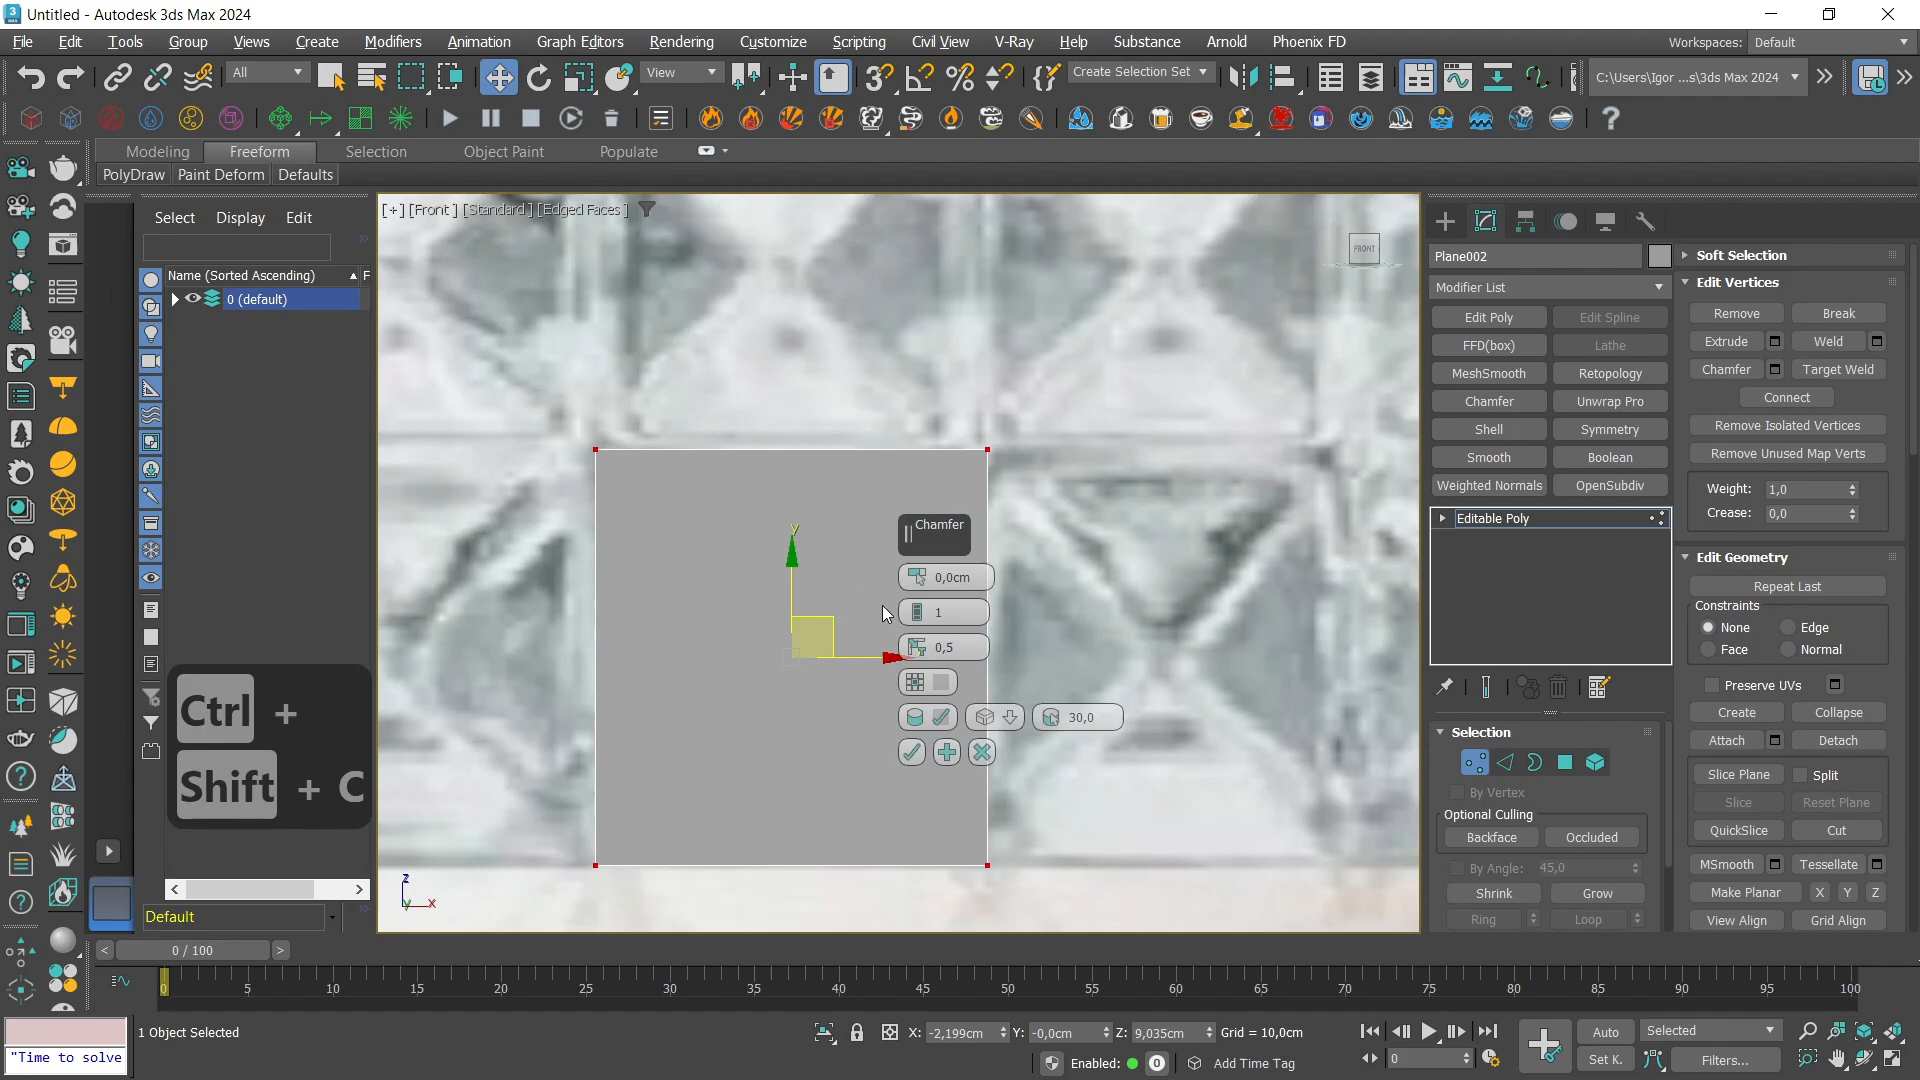 Untitled - Autodesk 3ds Max 2024
File Edit Tools Group Views Create Modifiers Animation Graph Editors Rendering Customize Scripting Civil View V-Ray Help Substance Arnold Phoenix FD
Workspaces: Default
All View Create Selection Set C:\Users\Igor ...s\3ds Max 2024
Modeling Freeform Selection Object Paint Populate
PolyDraw Paint Deform Defaults
Select Display Edit
Name (Sorted Ascending) F
0 (default)
[+] [Front ] [Standard ] [Edged Faces ]
FRONT
Chamfer
0,0cm
1
0,5
30,0
y
z
y x
Ctrl +
Shift + C
Default
Plane002
Modifier List
Edit Poly Edit Spline
FFD(box) Lathe
MeshSmooth Retopology
Chamfer Unwrap Pro
Shell Symmetry
Smooth Boolean
Weighted Normals OpenSubdiv
Editable Poly
Selection
By Vertex
Optional Culling
Backface Occluded
By Angle: 45,0
Shrink Grow
Ring Loop
Soft Selection
Edit Vertices
Remove Break
Extrude Weld
Chamfer Target Weld
Connect
Remove Isolated Vertices
Remove Unused Map Verts
Weight: 1,0
Crease: 0,0
Edit Geometry
Repeat Last
Constraints
None Edge
Face Normal
Preserve UVs
Create Collapse
Attach Detach
Slice Plane Split
Slice Reset Plane
QuickSlice Cut
MSmooth Tessellate
Make Planar X Y Z
View Align Grid Align
< 0 / 100 >
0 5 10 15 20 25 30 35 40 45 50 55 60 65 70 75 80 85 90 95 100
1 Object Selected
X: -2,199cm Y: -0,0cm Z: 9,035cm Grid = 10,0cm
Auto Selected
"Time to solve
Enabled: 0 Add Time Tag
0 Set K. Filters...